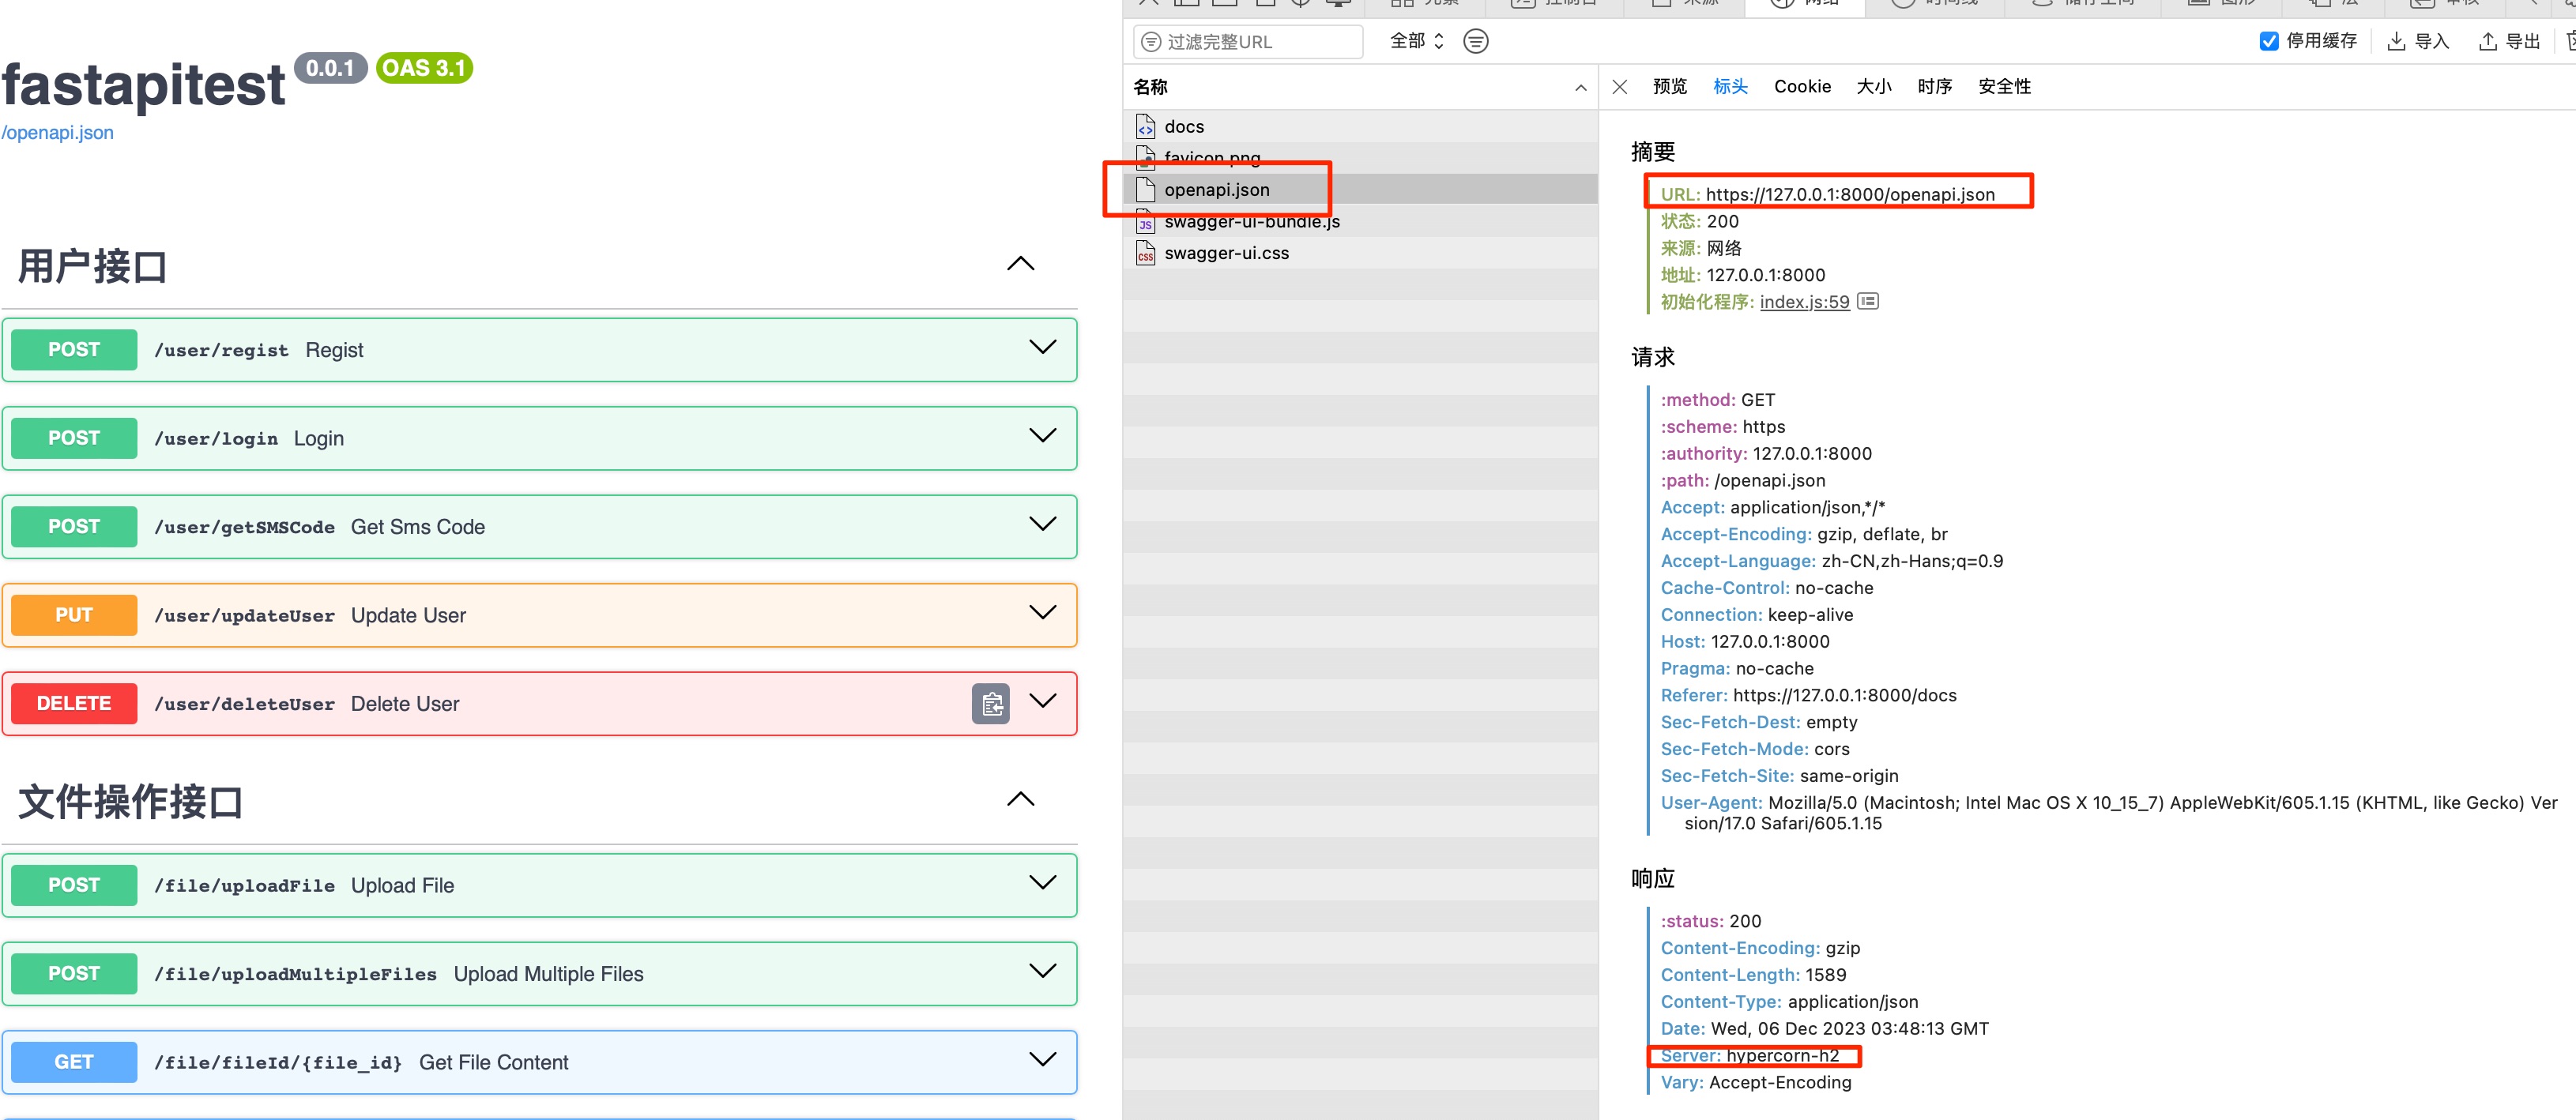 fastapitest 0.0.1 OAS 3.1
/openapi.json
用户接口
POST /user/regist Regist
POST /user/login Login
POST /user/getSMSCode Get Sms Code
PUT /user/updateUser Update User
DELETE /user/deleteUser Delete User
文件操作接口
POST /file/uploadFile Upload File
POST /file/uploadMultipleFiles Upload Multiple Files
GET /file/fileId/{file_id} Get File Content
过滤完整URL 全部 停用缓存 导入 导出
名称
docs
favicon.png
openapi.json
swagger-ui-bundle.js
swagger-ui.css
预览 标头 Cookie 大小 时序 安全性
摘要
URL: https://127.0.0.1:8000/openapi.json
状态: 200
来源: 网络
地址: 127.0.0.1:8000
初始化程序: index.js:59
请求
:method: GET
:scheme: https
:authority: 127.0.0.1:8000
:path: /openapi.json
Accept: application/json,*/*
Accept-Encoding: gzip, deflate, br
Accept-Language: zh-CN,zh-Hans;q=0.9
Cache-Control: no-cache
Connection: keep-alive
Host: 127.0.0.1:8000
Pragma: no-cache
Referer: https://127.0.0.1:8000/docs
Sec-Fetch-Dest: empty
Sec-Fetch-Mode: cors
Sec-Fetch-Site: same-origin
User-Agent: Mozilla/5.0 (Macintosh; Intel Mac OS X 10_15_7) AppleWebKit/605.1.15 (KHTML, like Gecko) Ver
sion/17.0 Safari/605.1.15
响应
:status: 200
Content-Encoding: gzip
Content-Length: 1589
Content-Type: application/json
Date: Wed, 06 Dec 2023 03:48:13 GMT
Server: hypercorn-h2
Vary: Accept-Encoding